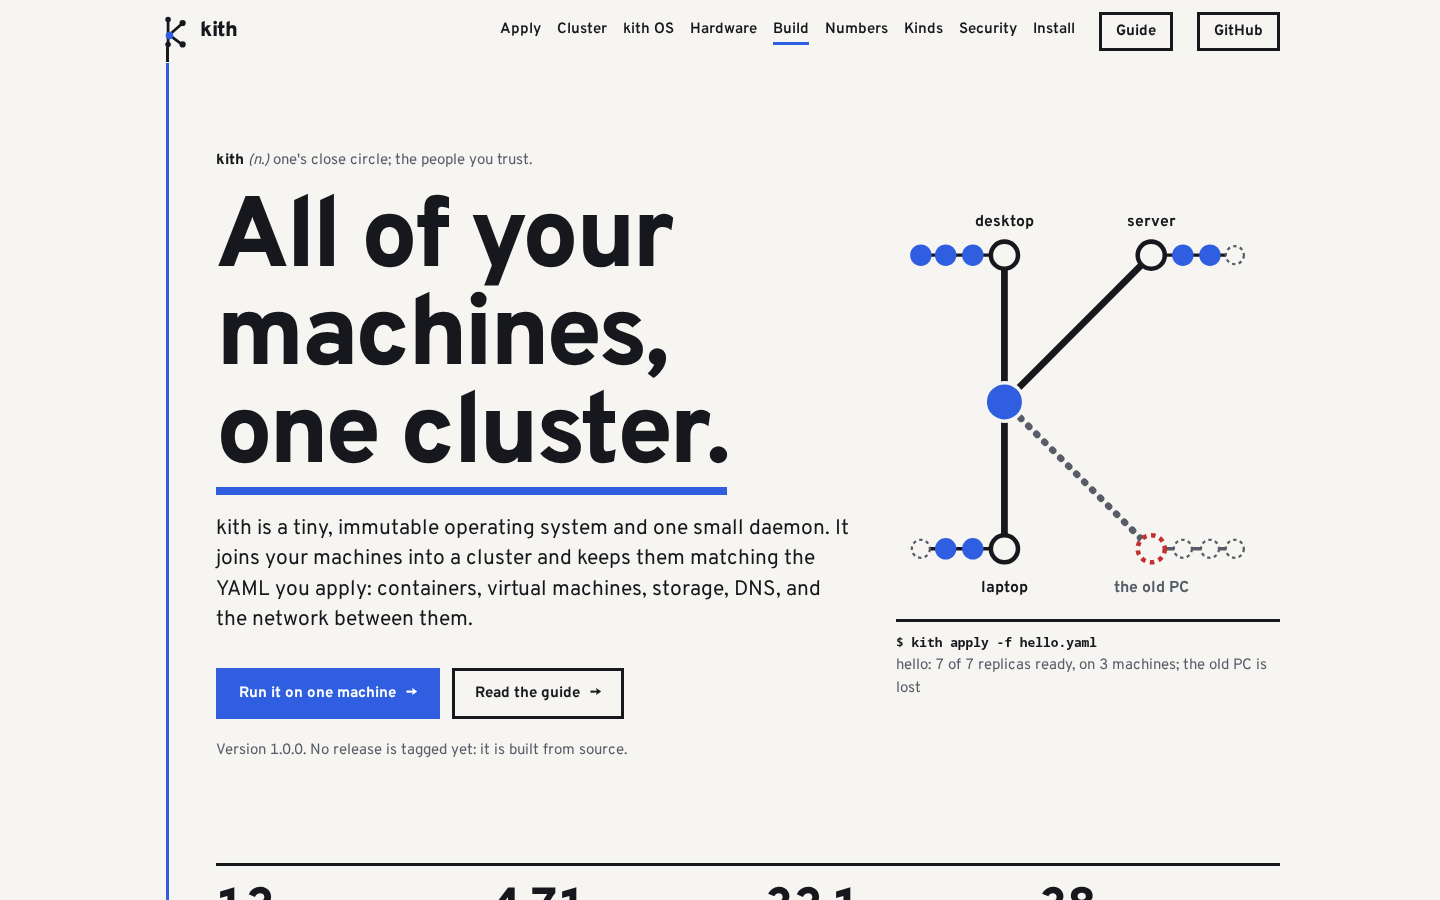 kith
Apply Cluster kith OS Hardware Build Numbers Kinds Security Install Guide GitHub
kith (n.) one's close circle; the people you trust.
All of your
machines,
one cluster.
kith is a tiny, immutable operating system and one small daemon. It
joins your machines into a cluster and keeps them matching the
YAML you apply: containers, virtual machines, storage, DNS, and
the network between them.
Run it on one machine →
Read the guide →
Version 1.0.0. No release is tagged yet: it is built from source.
desktop
server
laptop
the old PC
$ kith apply -f hello.yaml
hello: 7 of 7 replicas ready, on 3 machines; the old PC is
lost